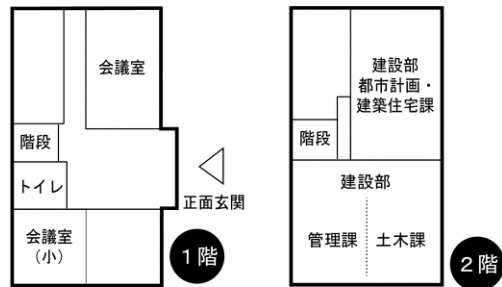 会議室
階段
トイレ
正面玄関
会議室
（小）
1階
建設部
都市計画・
建築住宅課
階段
建設部
管理課
土木課
2階